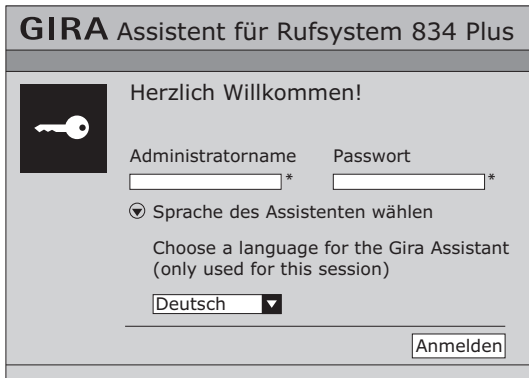 GIRA Assistent für Rufsystem 834 Plus
Herzlich Willkommen!
Administratorname Passwort
* *
Sprache des Assistenten wählen
Choose a language for the Gira Assistant
(only used for this session)
Deutsch
Anmelden